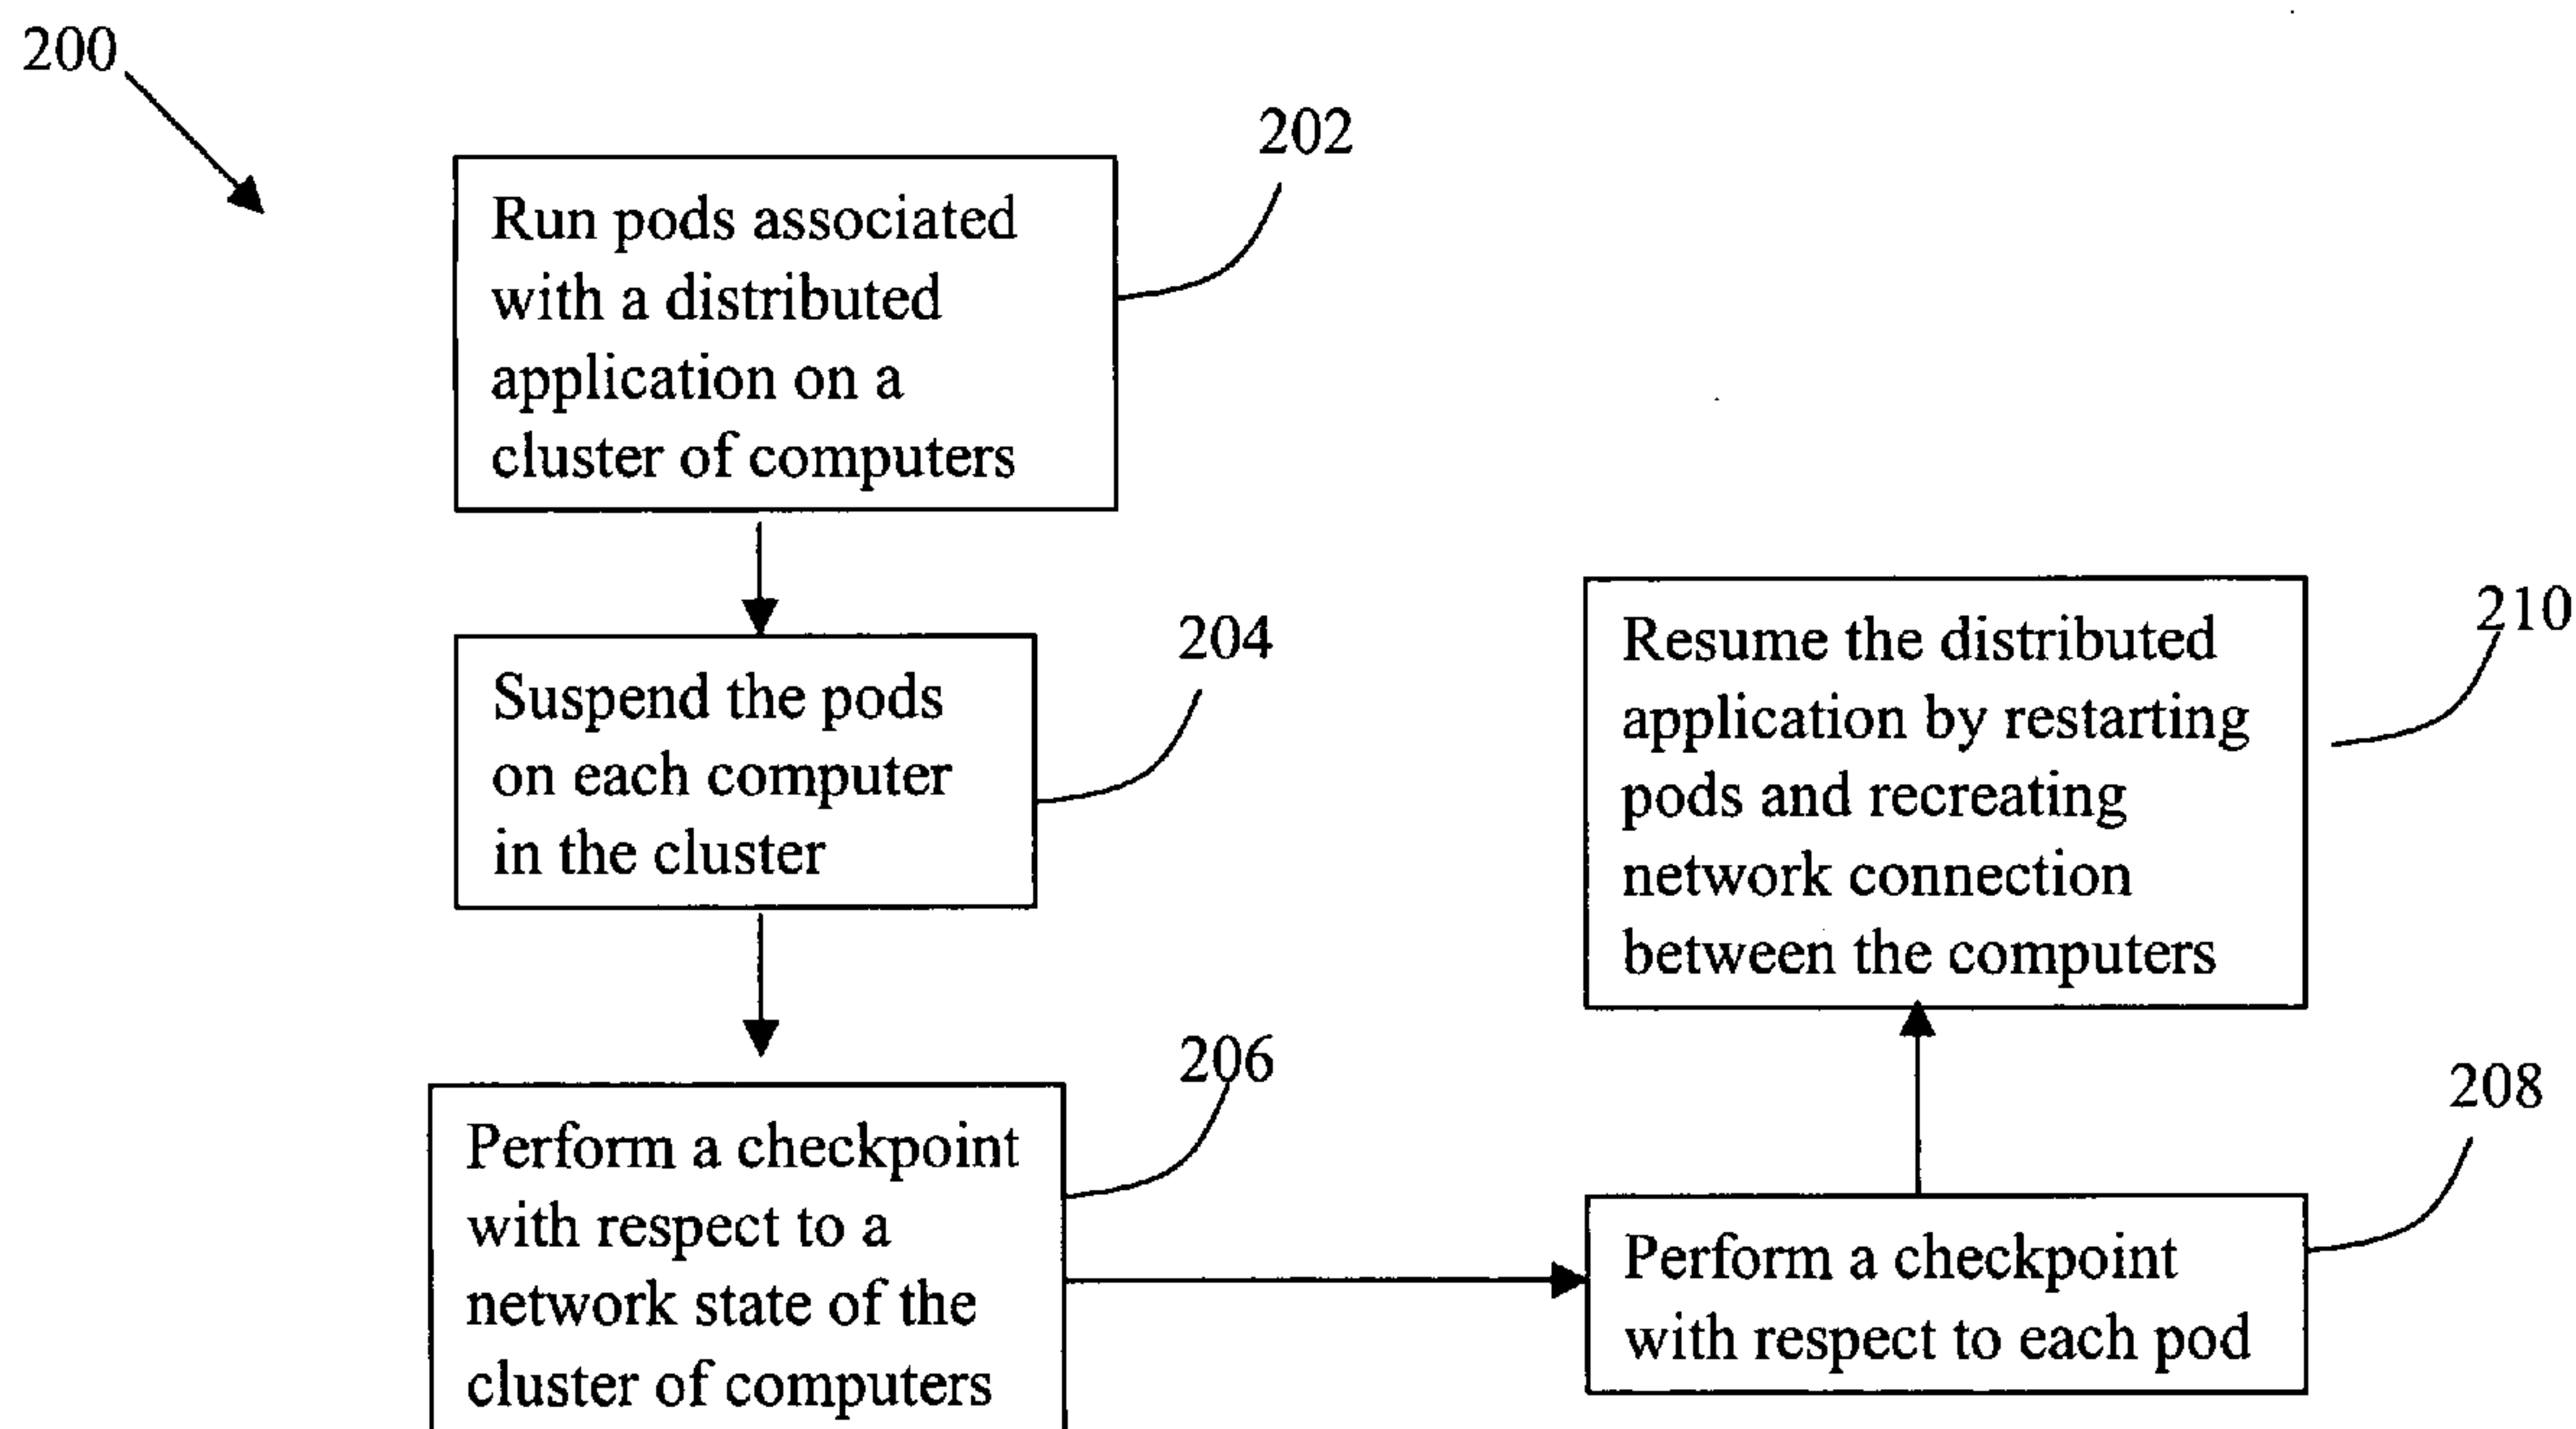 200
202
Run pods associated
with a distributed
application on a
cluster of computers
204
Suspend the pods
on each computer
in the cluster
206
Perform a checkpoint
with respect to a
network state of the
cluster of computers
208
Perform a checkpoint
with respect to each pod
210
Resume the distributed
application by restarting
pods and recreating
network connection
between the computers